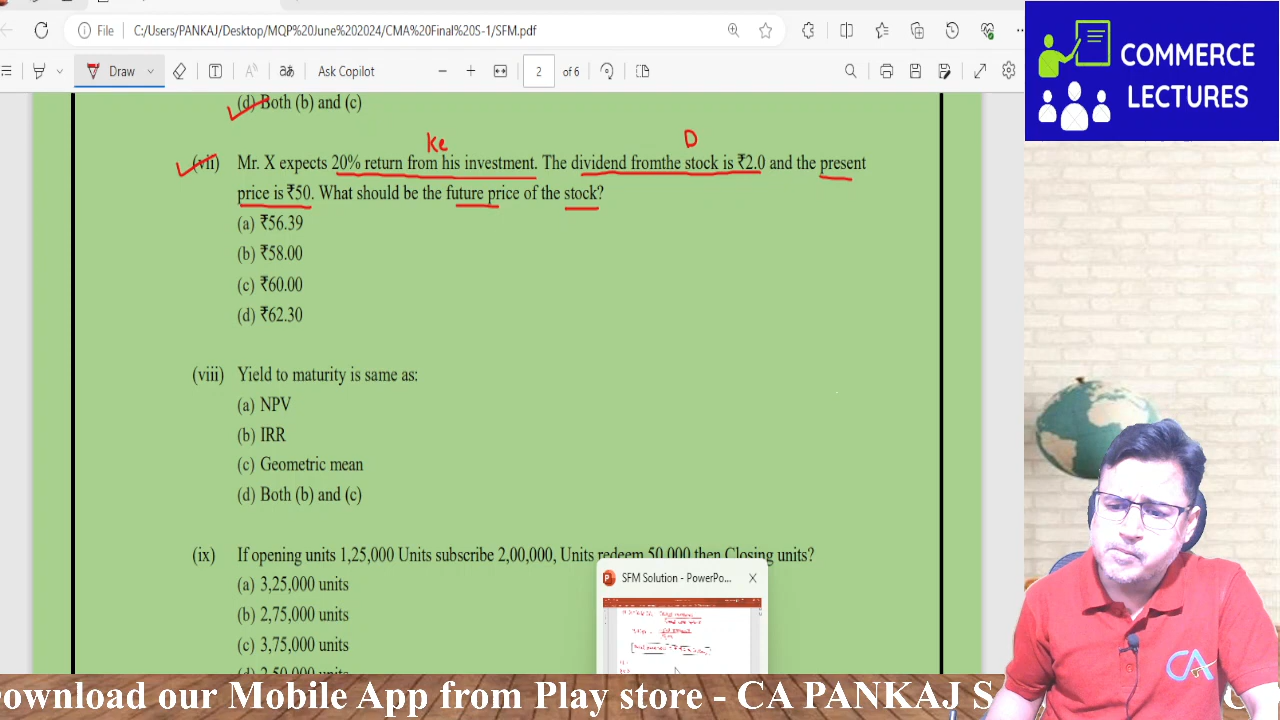 File C:/Users/PANKAJ/Desktop/MQP%20June%202024/CMA%20Final%20S-1/SFM.pdf
Draw Ask Copilot 2 of 6
COMMERCE
LECTURES
(d) Both (b) and (c)
Ke D
(vii) Mr. X expects 20% return from his investment. The dividend fromthe stock is ₹2.0 and the present
price is ₹50. What should be the future price of the stock?
(a) ₹56.39
(b) ₹58.00
(c) ₹60.00
(d) ₹62.30
(viii) Yield to maturity is same as:
(a) NPV
(b) IRR
(c) Geometric mean
(d) Both (b) and (c)
(ix) If opening units 1,25,000 Units subscribe 2,00,000, Units redeem 50,000 then Closing units?
(a) 3,25,000 units
(b) 2,75,000 units
(c) 3,75,000 units
(d) 2,50,000 units
SFM Solution - PowerPo...
CA
ownload our Mobile App from Play store - CA PANKAJ S